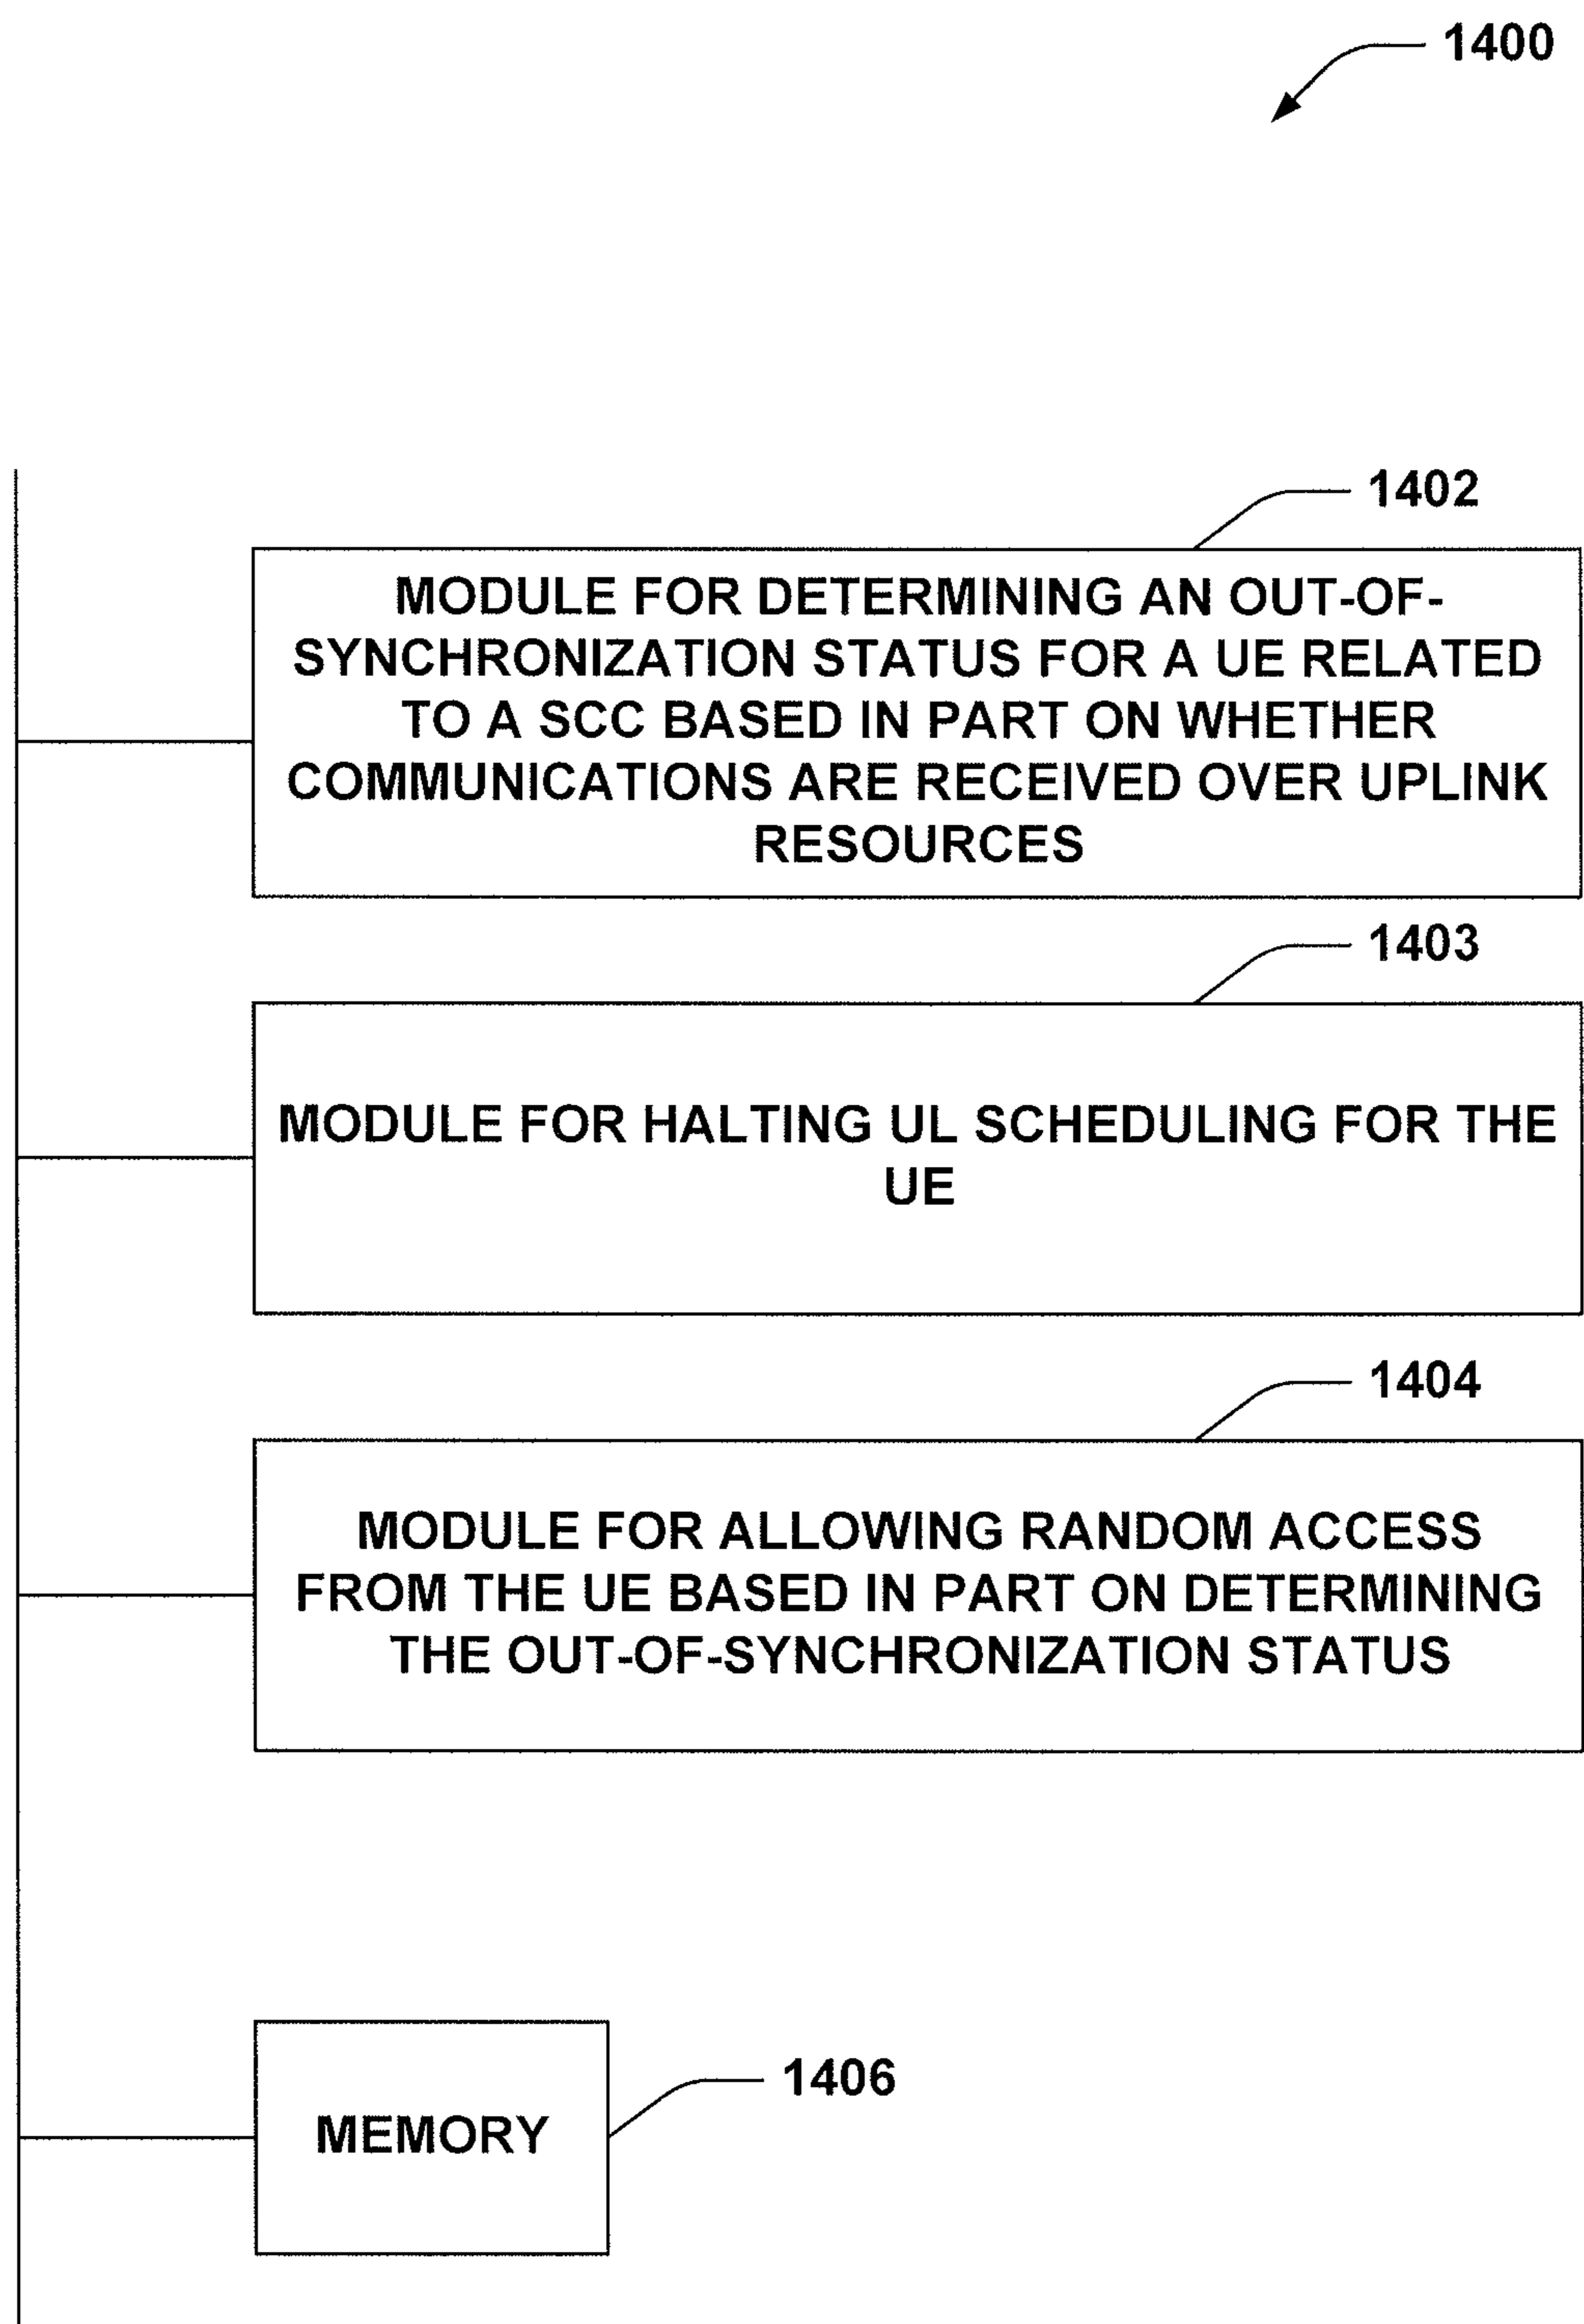 1400
1402
MODULE FOR DETERMINING AN OUT-OF-
SYNCHRONIZATION STATUS FOR A UE RELATED
TO A SCC BASED IN PART ON WHETHER
COMMUNICATIONS ARE RECEIVED OVER UPLINK
RESOURCES
1403
MODULE FOR HALTING UL SCHEDULING FOR THE
UE
1404
MODULE FOR ALLOWING RANDOM ACCESS
FROM THE UE BASED IN PART ON DETERMINING
THE OUT-OF-SYNCHRONIZATION STATUS
1406
MEMORY